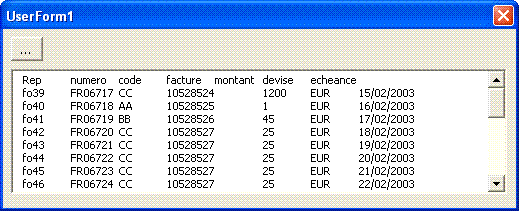 UserForm1
...
Rep numero code facture montant devise echeance
fo39 FR06717 CC 10528524 1200 EUR 15/02/2003
fo40 FR06718 AA 10528525 1 EUR 16/02/2003
fo41 FR06719 BB 10528526 45 EUR 17/02/2003
fo42 FR06720 CC 10528527 25 EUR 18/02/2003
fo43 FR06721 CC 10528527 25 EUR 19/02/2003
fo44 FR06722 CC 10528527 25 EUR 20/02/2003
fo45 FR06723 CC 10528527 25 EUR 21/02/2003
fo46 FR06724 CC 10528527 25 EUR 22/02/2003